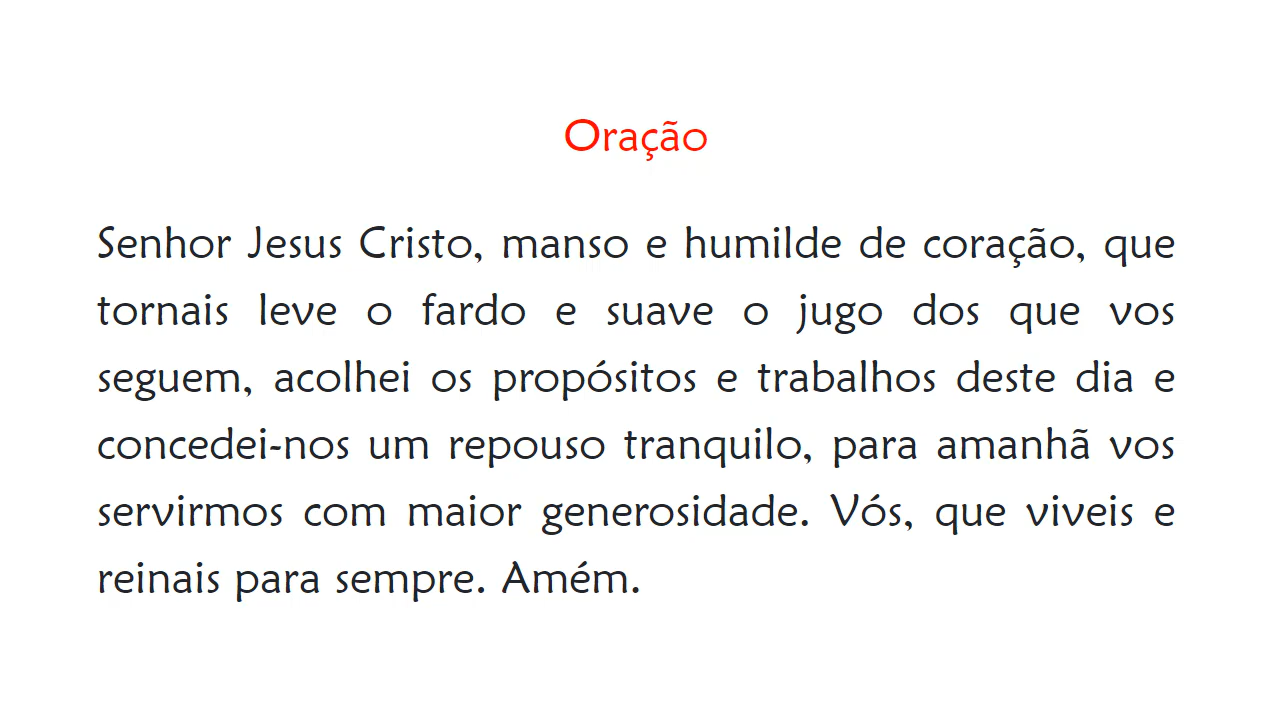 Oração
Senhor Jesus Cristo, manso e humilde de coração, que
tornais leve o fardo e suave o jugo dos que vos
seguem, acolhei os propósitos e trabalhos deste dia e
concedei-nos um repouso tranquilo, para amanhã vos
servirmos com maior generosidade. Vós, que viveis e
reinais para sempre. Amém.